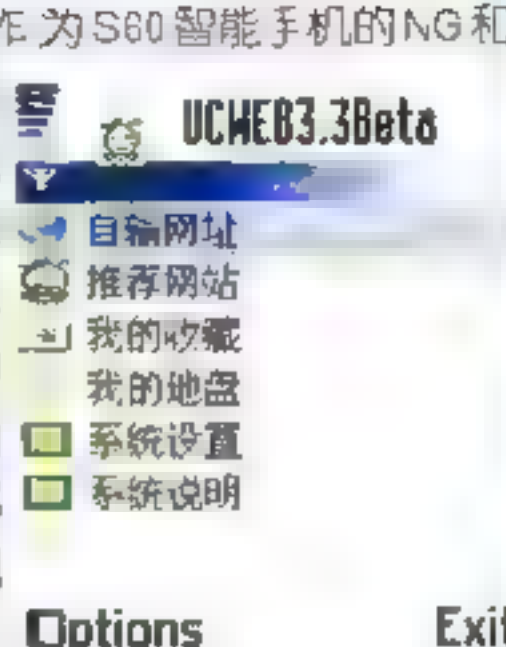 作为S60智能手机的NG和
UCWEB3.3Beta
自输网址
推荐网站
我的收藏
我的地盘
系统设置
系统说明
Options Exit